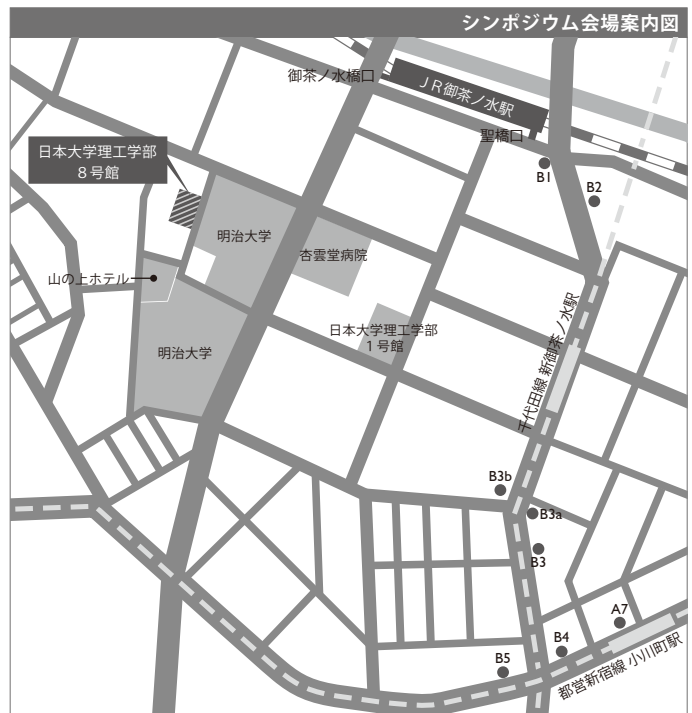 シンポジウム会場案内図
御茶ノ水橋口
JR御茶ノ水駅
聖橋口
日本大学理工学部
8号館
B1
B2
明治大学
杏雲堂病院
山の上ホテル
日本大学理工学部
1号館
千代田線 新御茶ノ水駅
明治大学
B3b
B3a
B3
A7
B4
B5
都営新宿線 小川町駅